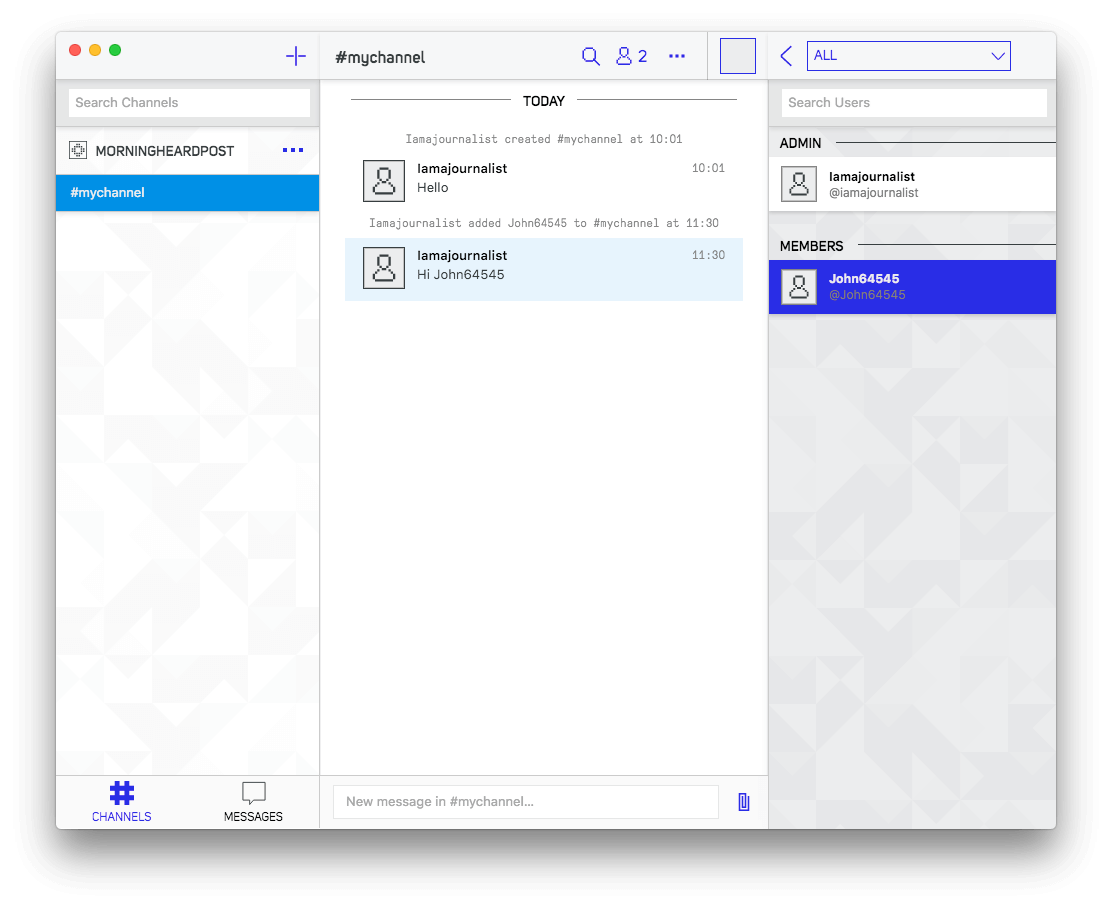 #mychannel
2
ALL
Search Channels
MORNINGHEARDPOST
#mychannel
TODAY
Iamajournalist created #mychannel at 10:01
Iamajournalist
10:01
Hello
Iamajournalist added John64545 to #mychannel at 11:30
Iamajournalist
11:30
Hi John64545
Search Users
ADMIN
Iamajournalist
@iamajournalist
MEMBERS
John64545
@John64545
CHANNELS
MESSAGES
New message in #mychannel...